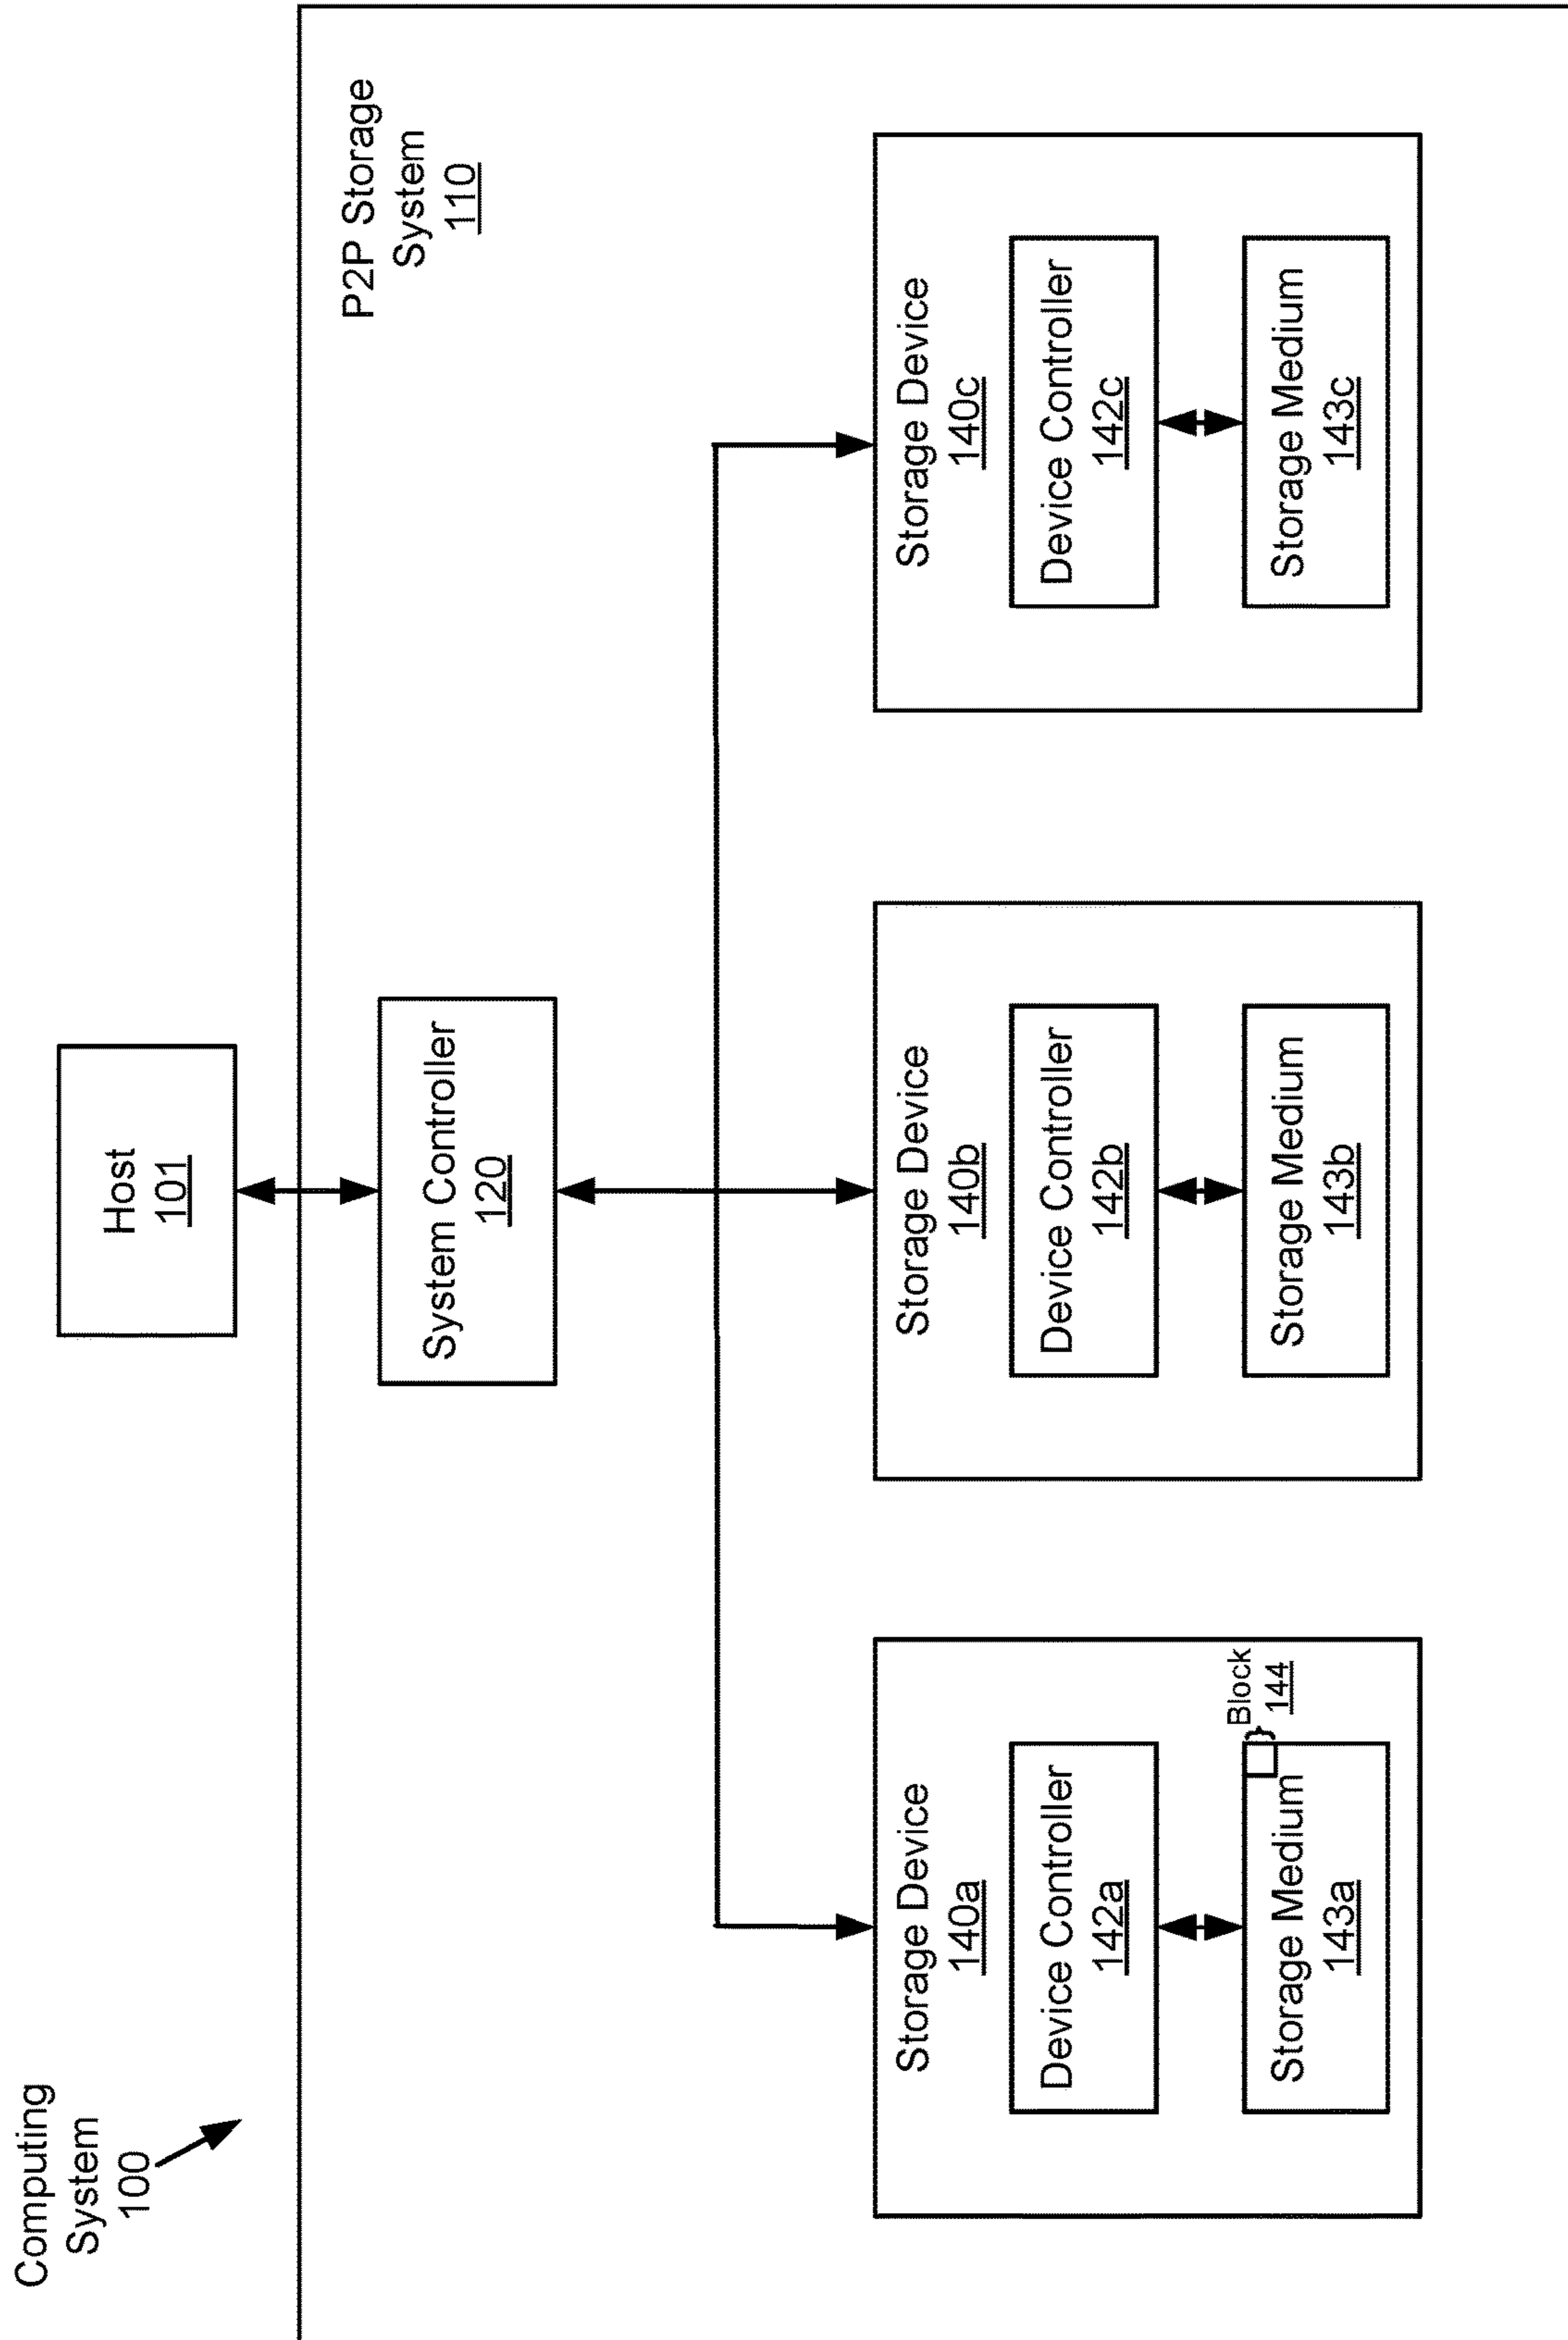 Computing
System
100
Host
101
P2P Storage
System
110
System Controller
120
Storage Device
140a
Device Controller
142a
Storage Medium
143a
Block
144
Storage Device
140b
Device Controller
142b
Storage Medium
143b
Storage Device
140c
Device Controller
142c
Storage Medium
143c